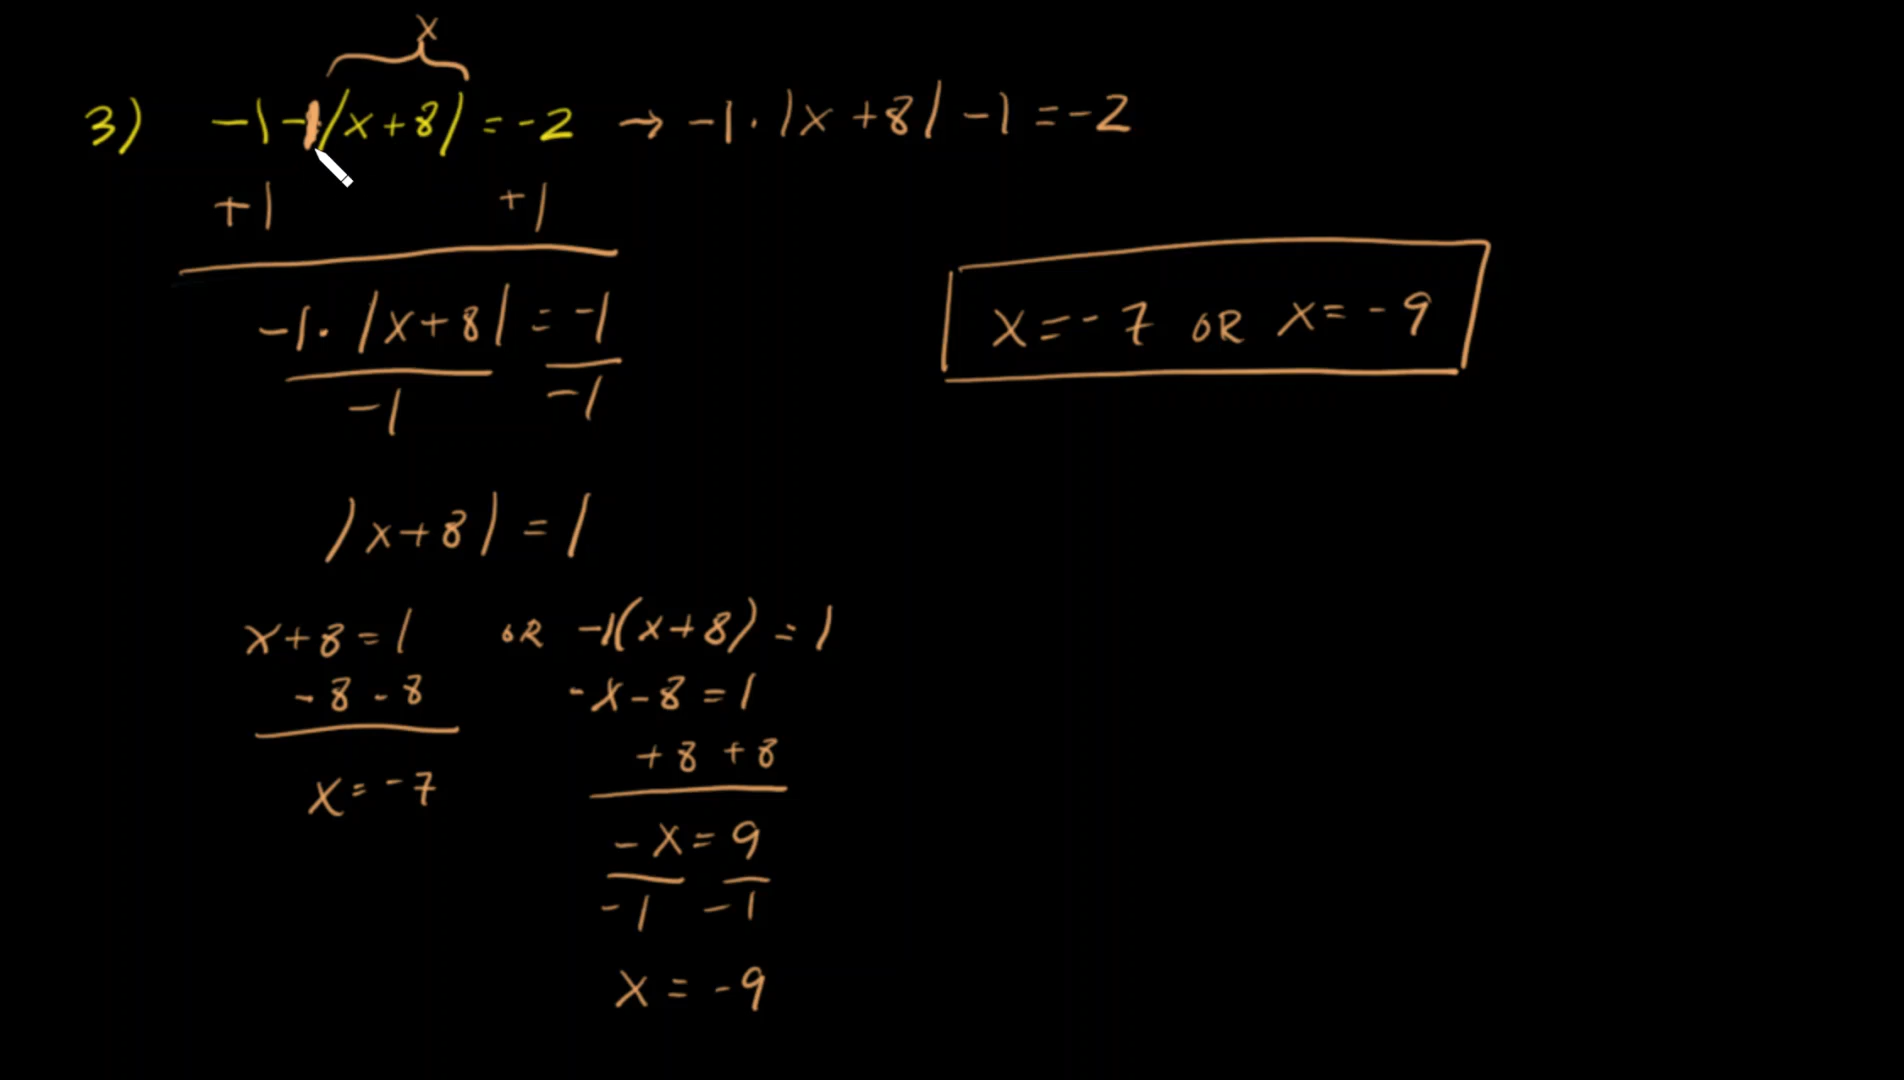 x
3) -1-1|x+8| = -2 → -1·|x+8|-1 = -2
+1 +1
-1·|x+8| = -1
-1 -1
x = -7 OR x = -9
|x+8| = 1
x+8 = 1 OR -1(x+8) = 1
-8 -8 -x-8 = 1
+8 +8
x = -7
-x = 9
-1 -1
x = -9